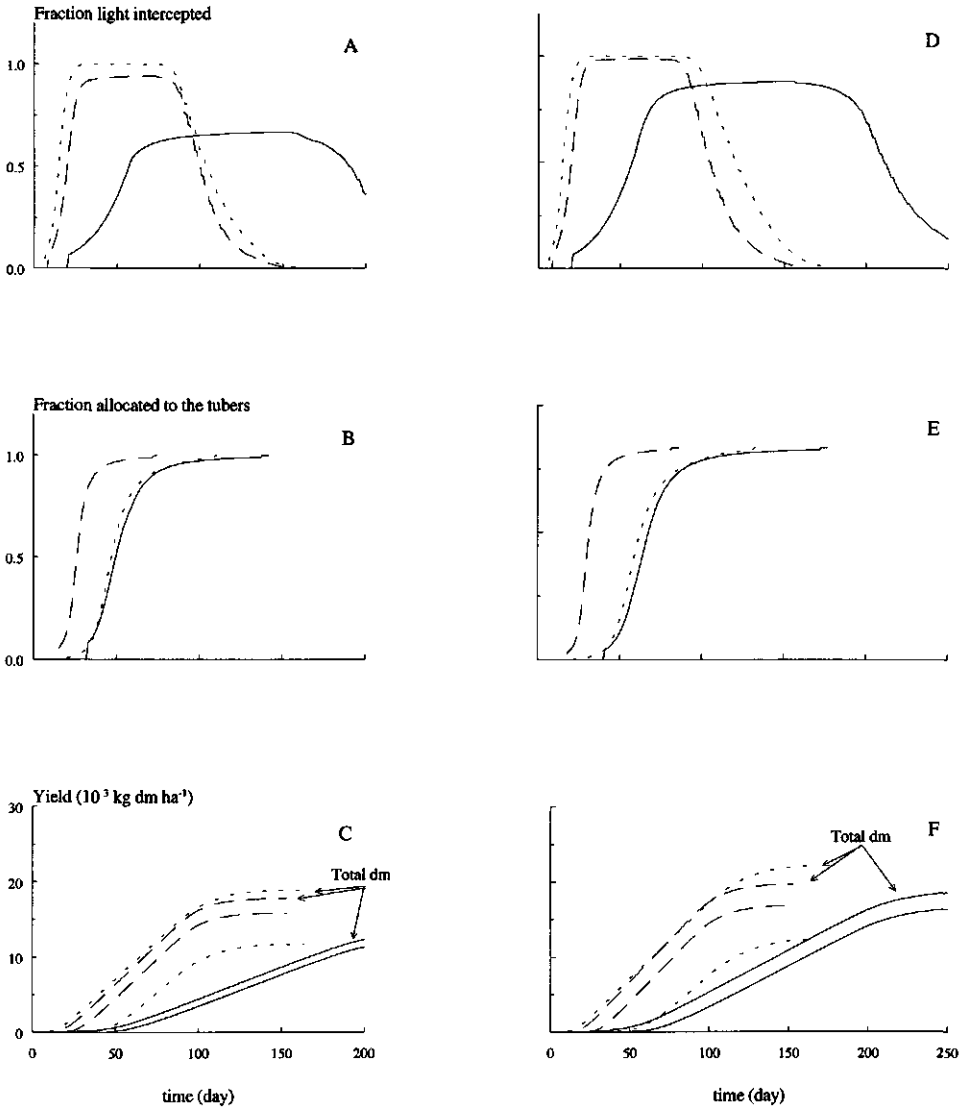 Fraction light intercepted
A
D
1.0
0.5
0.0
Fraction allocated to the tubers
B
E
1.0
0.5
0.0
Yield (10³ kg dm ha⁻¹)
C
F
30
20
10
0
Total dm
Total dm
0 50 100 150 200
0 50 100 150 200 250
time (day)
time (day)